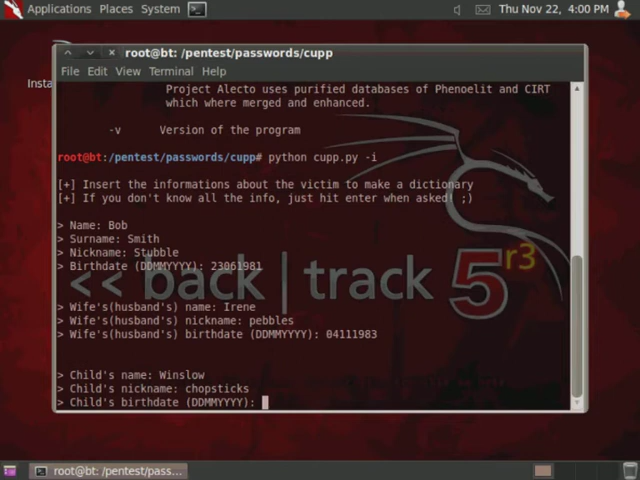 Applications Places System
Thu Nov 22, 4:00 PM
Insta
root@bt: /pentest/passwords/cupp
File Edit View Terminal Help
Project Alecto uses purified databases of Phenoelit and CIRT
which where merged and enhanced.
-v Version of the program
root@bt:/pentest/passwords/cupp# python cupp.py -i
[+] Insert the informations about the victim to make a dictionary
[+] If you don't know all the info, just hit enter when asked! ;)
> Name: Bob
> Surname: Smith
> Nickname: Stubble
> Birthdate (DDMMYYYY): 23061981
<< back | track 5 r3
> Wife's(husband's) name: Irene
> Wife's(husband's) nickname: pebbles
> Wife's(husband's) birthdate (DDMMYYYY): 04111983
> Child's name: Winslow
> Child's nickname: chopsticks
> Child's birthdate (DDMMYYYY):
root@bt: /pentest/pass...